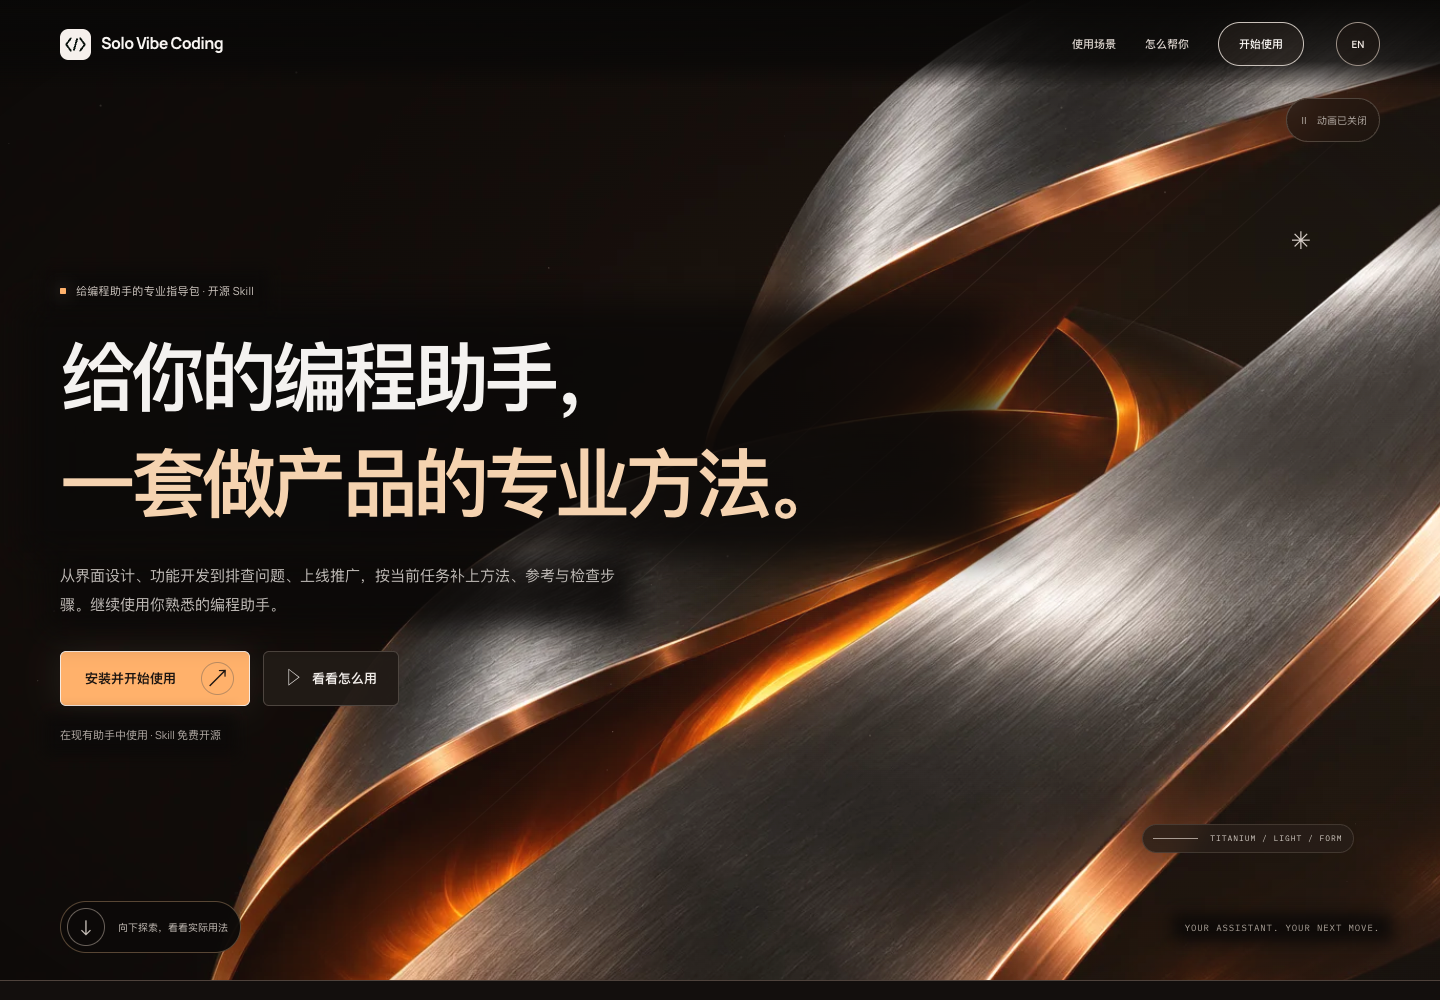 Solo Vibe Coding
使用场景
怎么帮你
开始使用
EN
动画已关闭
给编程助手的专业指导包 · 开源 Skill
给你的编程助手，
一套做产品的专业方法。
从界面设计、功能开发到排查问题、上线推广，按当前任务补上方法、参考与检查步
骤。继续使用你熟悉的编程助手。
安装并开始使用
看看怎么用
在现有助手中使用 · Skill 免费开源
TITANIUM / LIGHT / FORM
向下探索，看看实际用法
YOUR ASSISTANT. YOUR NEXT MOVE.